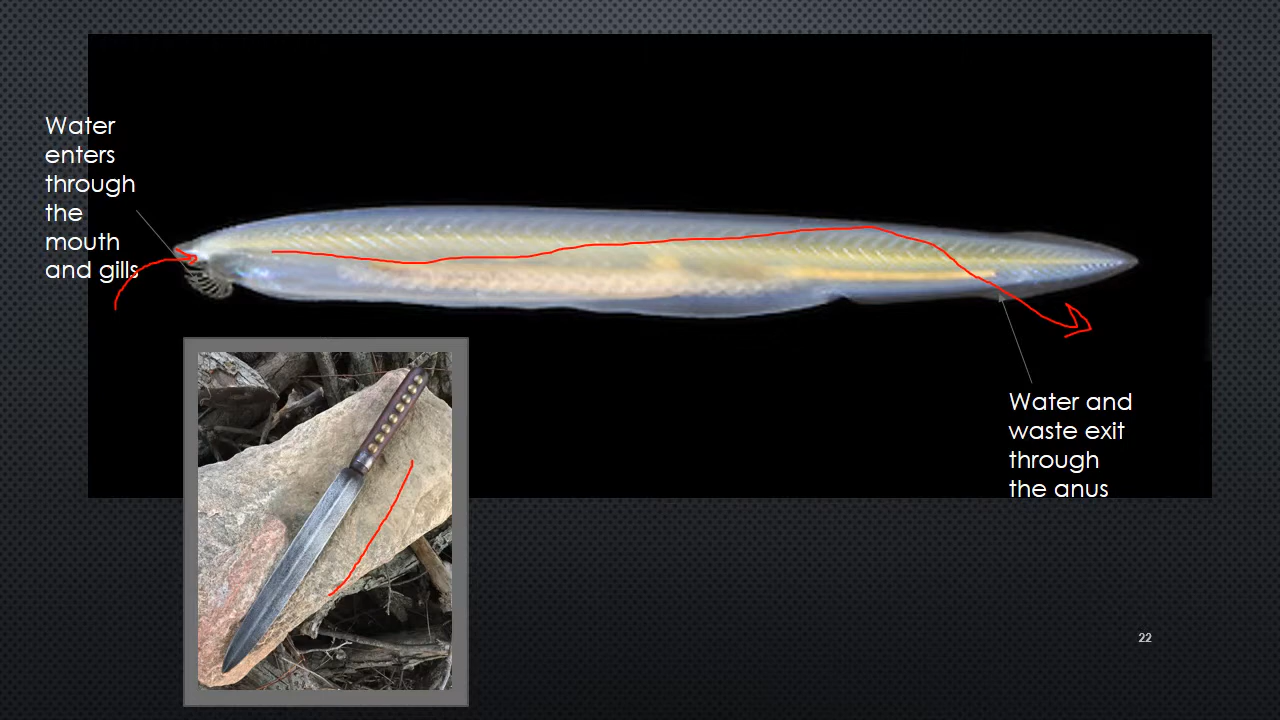 Water
enters
through
the
mouth
and gills
Water and
waste exit
through
the anus
22